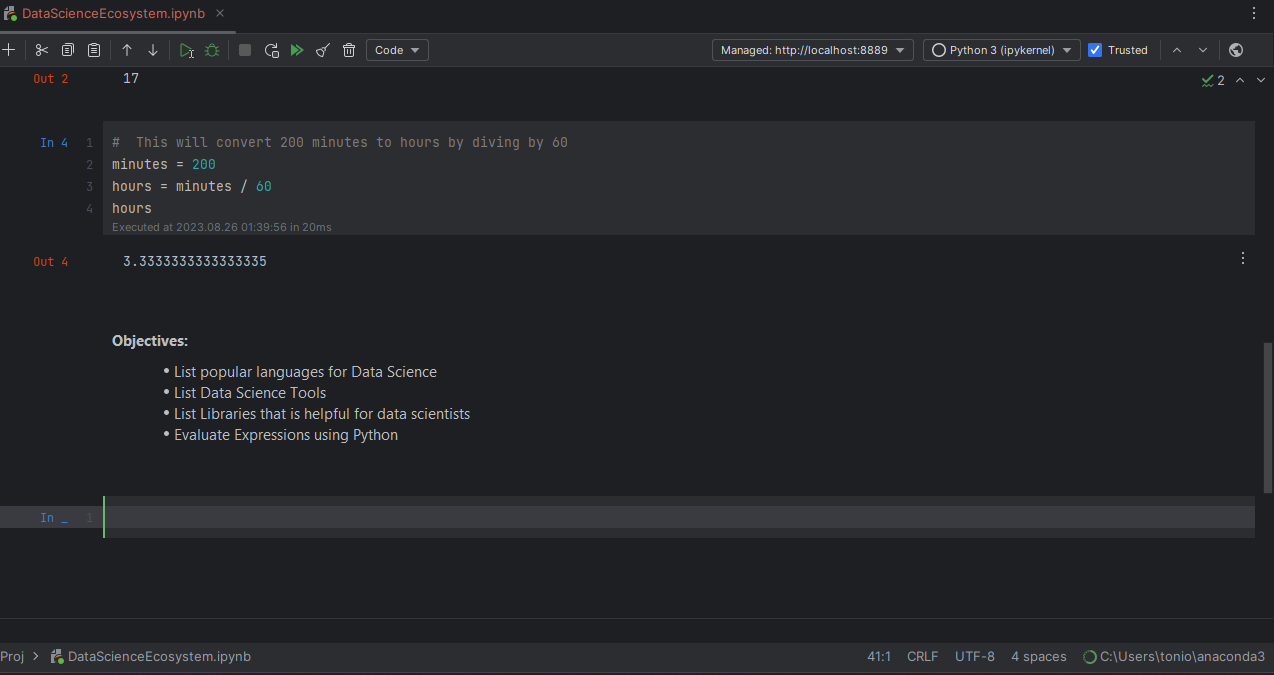 DataScienceEcosystem.ipynb
Code
Managed: http://localhost:8889
Python 3 (ipykernel)
Trusted
Out 2 17
2
In 4 1 #  This will convert 200 minutes to hours by diving by 60
2 minutes = 200
3 hours = minutes / 60
4 hours
Executed at 2023.08.26 01:39:56 in 20ms
Out 4 3.3333333333333335
Objectives:
• List popular languages for Data Science
• List Data Science Tools
• List Libraries that is helpful for data scientists
• Evaluate Expressions using Python
In _ 1
Proj > DataScienceEcosystem.ipynb 41:1 CRLF UTF-8 4 spaces C:\Users\tonio\anaconda3